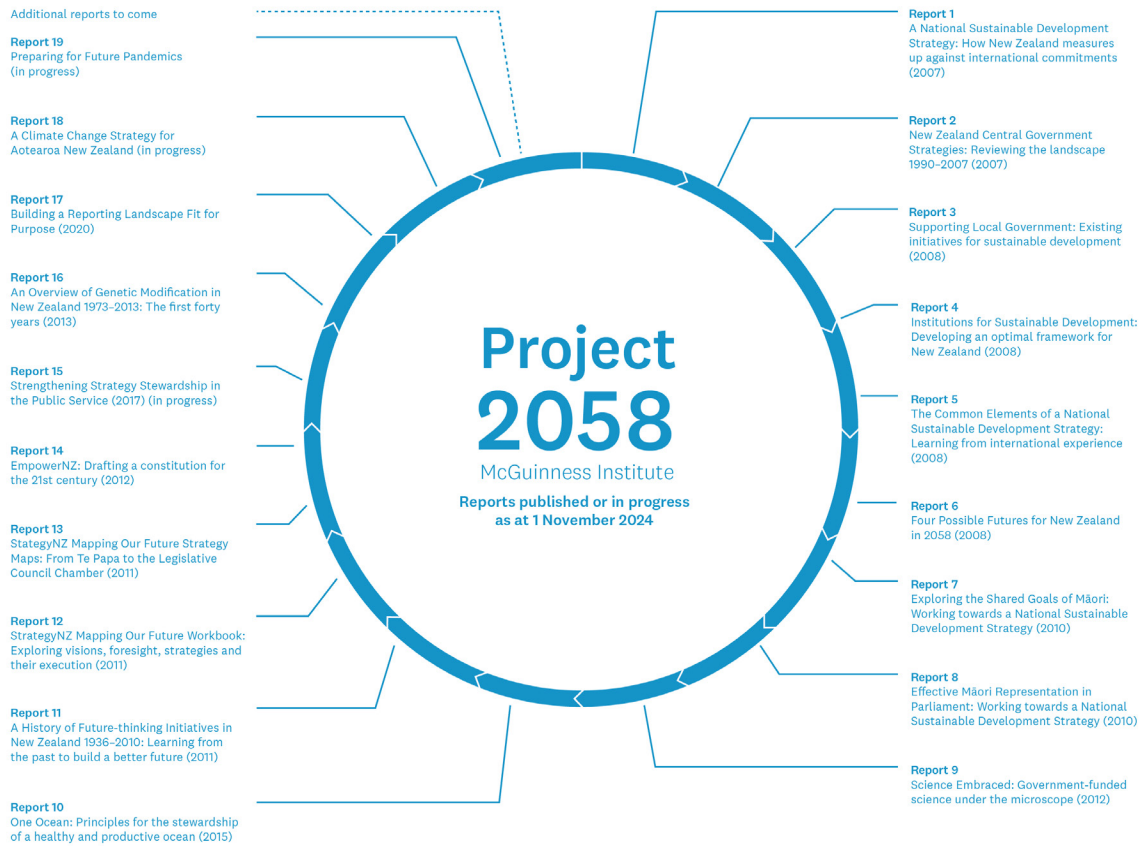 Project
2058
McGuinness Institute
Reports published or in progress
as at 1 November 2024
Report 1
A National Sustainable Development
Strategy: How New Zealand measures
up against international commitments
(2007)
Report 2
New Zealand Central Government
Strategies: Reviewing the landscape
1990–2007 (2007)
Report 3
Supporting Local Government: Existing
initiatives for sustainable development
(2008)
Report 4
Institutions for Sustainable Development:
Developing an optimal framework for
New Zealand (2008)
Report 5
The Common Elements of a National
Sustainable Development Strategy:
Learning from international experience
(2008)
Report 6
Four Possible Futures for New Zealand
in 2058 (2008)
Report 7
Exploring the Shared Goals of Māori:
Working towards a National Sustainable
Development Strategy (2010)
Report 8
Effective Māori Representation in
Parliament: Working towards a National
Sustainable Development Strategy (2010)
Report 9
Science Embraced: Government-funded
science under the microscope (2012)
Report 10
One Ocean: Principles for the stewardship
of a healthy and productive ocean (2015)
Report 11
A History of Future-thinking Initiatives in
New Zealand 1936–2010: Learning from
the past to build a better future (2011)
Report 12
StrategyNZ Mapping Our Future Workbook:
Exploring visions, foresight, strategies and
their execution (2011)
Report 13
StategyNZ Mapping Our Future Strategy
Maps: From Te Papa to the Legislative
Council Chamber (2011)
Report 14
EmpowerNZ: Drafting a constitution for
the 21st century (2012)
Report 15
Strengthening Strategy Stewardship in
the Public Service (2017) (in progress)
Report 16
An Overview of Genetic Modification in
New Zealand 1973–2013: The first forty
years (2013)
Report 17
Building a Reporting Landscape Fit for
Purpose (2020)
Report 18
A Climate Change Strategy for
Aotearoa New Zealand (in progress)
Report 19
Preparing for Future Pandemics
(in progress)
Additional reports to come